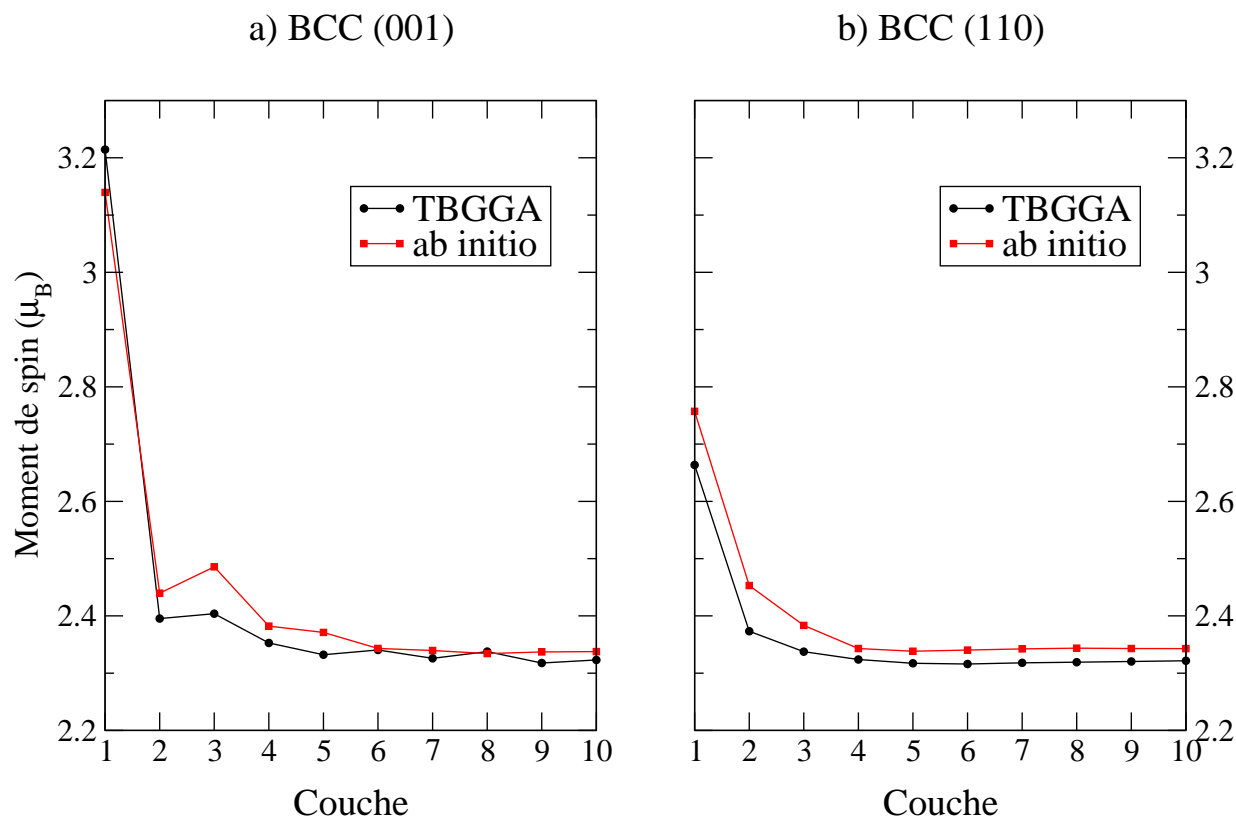 a) BCC (001)
b) BCC (110)
Moment de spin (μB)
3.2
3
2.8
2.6
2.4
2.2
TBGGA
ab initio
1 2 3 4 5 6 7 8 9 10
Couche
TBGGA
ab initio
3.2
3
2.8
2.6
2.4
2.2
1 2 3 4 5 6 7 8 9 10
Couche